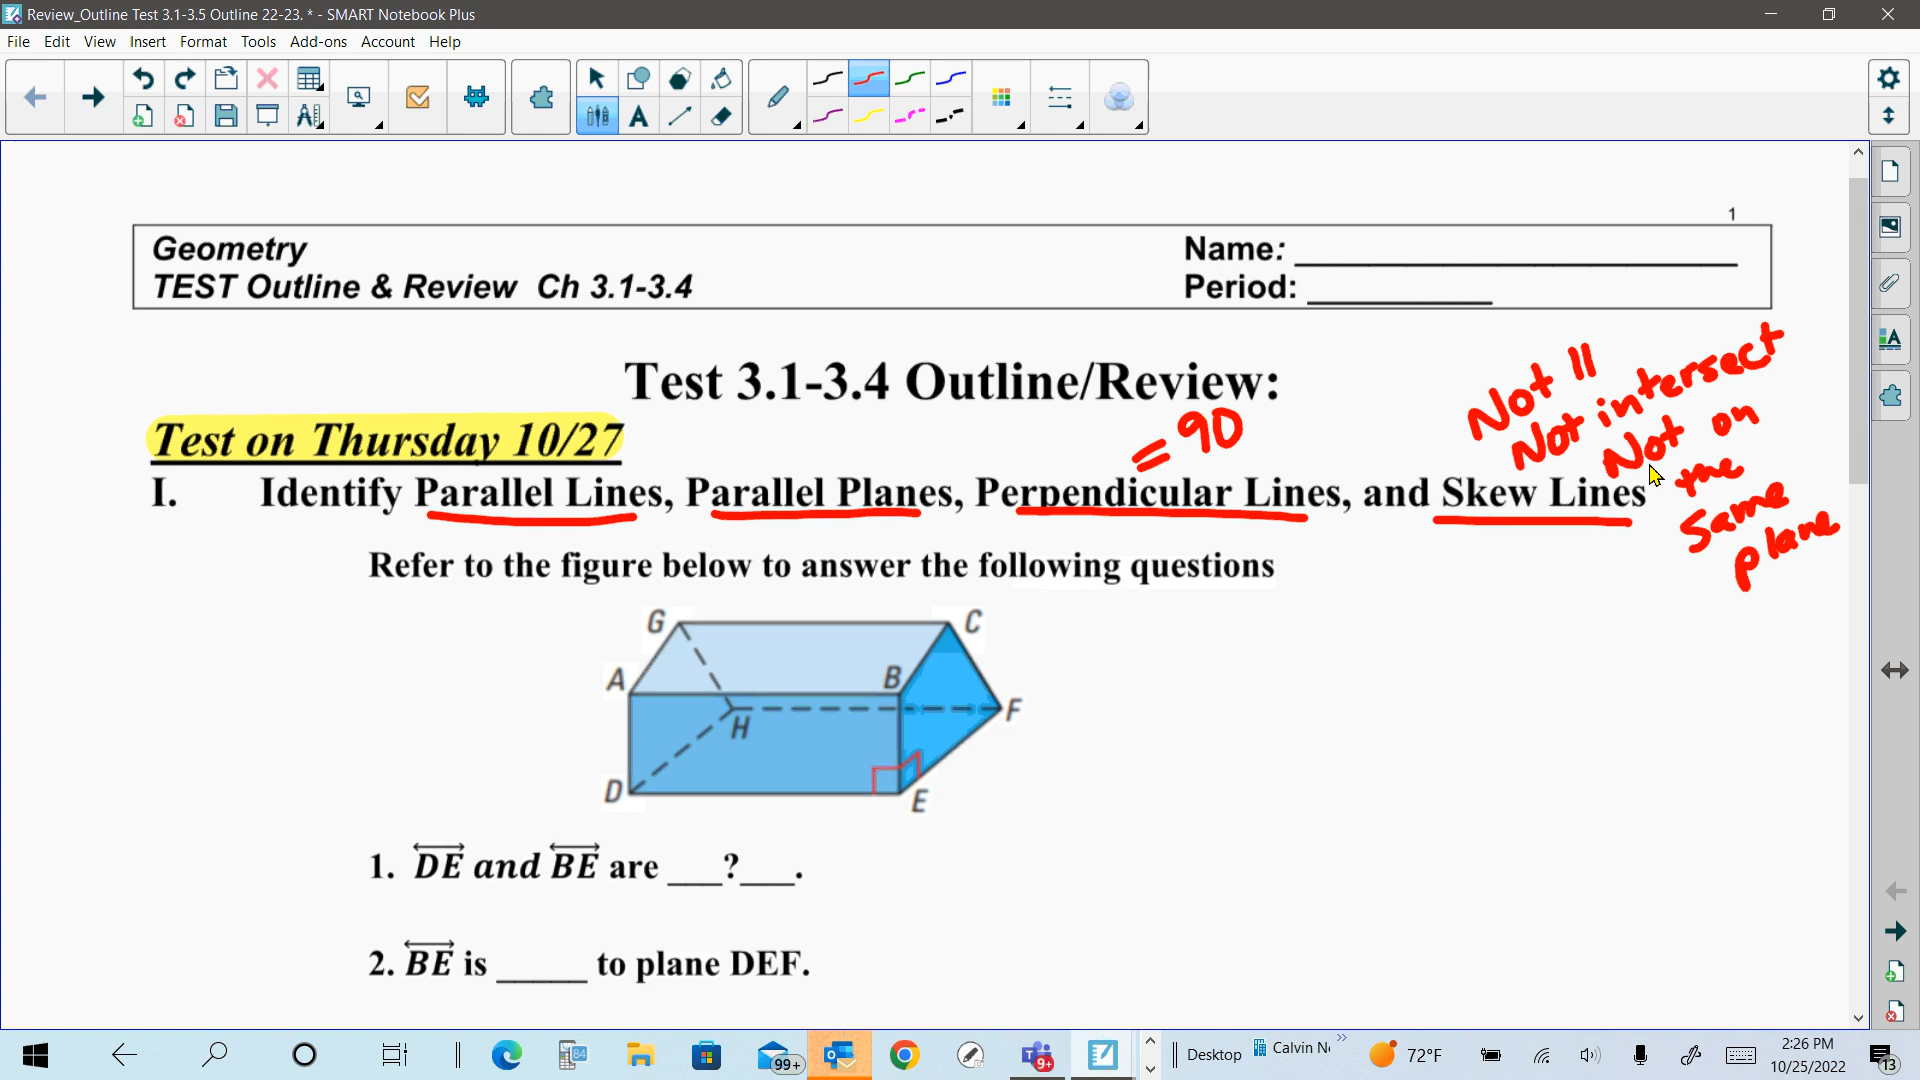 Review_Outline Test 3.1-3.5 Outline 22-23. * - SMART Notebook Plus
File Edit View Insert Format Tools Add-ons Account Help
1
Geometry Name: ____________
TEST Outline & Review Ch 3.1-3.4 Period: ____________
Test 3.1-3.4 Outline/Review:
Not ||
Not intersect
Not on
the
same
plane
Test on Thursday 10/27
= 90
I. Identify Parallel Lines, Parallel Planes, Perpendicular Lines, and Skew Lines
Refer to the figure below to answer the following questions
G C
A B
H F
D E
1. DE and BE are ___?___.
2. BE is _____ to plane DEF.
84
99+
9+
Desktop
Calvin N
72°F
2:26 PM
10/25/2022
13